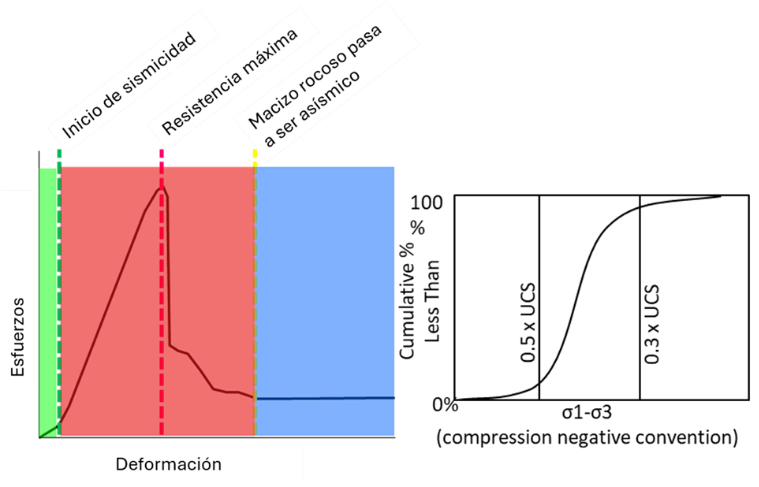 Inicio de sismicidad
Resistencia máxima
Macizo rocoso pasa
a ser asísmico
Esfuerzos
Deformación
100
%
Cumulative %
Less Than
0.5 x UCS
0.3 x UCS
0%
σ1-σ3
(compression negative convention)